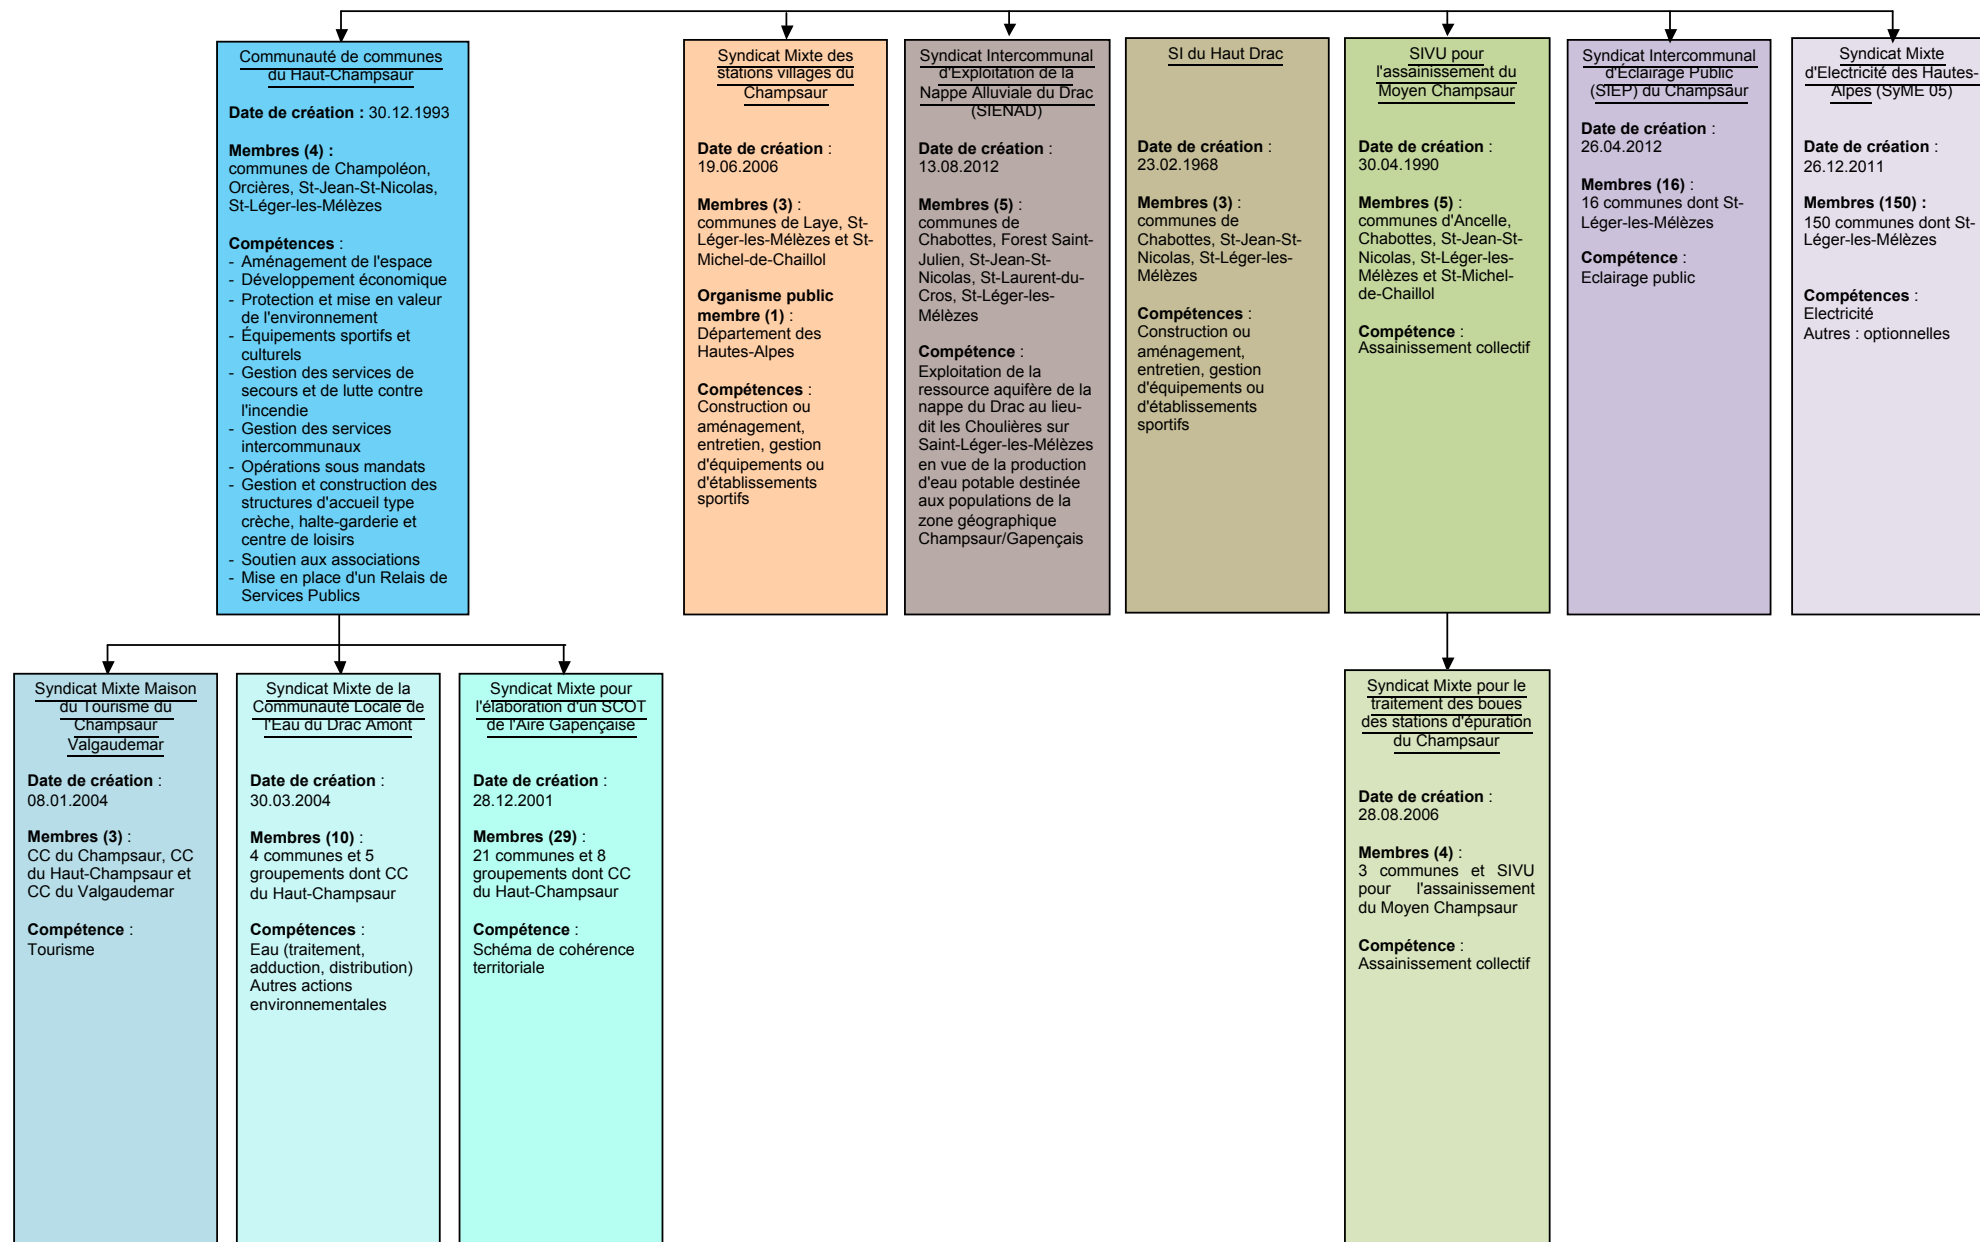 Communauté de communes
du Haut-Champsaur
Date de création : 30.12.1993
Membres (4) :
communes de Champoléon,
Orcières, St-Jean-St-Nicolas,
St-Léger-les-Mélèzes
Compétences :
- Aménagement de l'espace
- Développement économique
- Protection et mise en valeur
de l'environnement
- Équipements sportifs et
culturels
- Gestion des services de
secours et de lutte contre
l'incendie
- Gestion des services
intercommunaux
- Opérations sous mandats
- Gestion et construction des
structures d'accueil type
crèche, halte-garderie et
centre de loisirs
- Soutien aux associations
- Mise en place d'un Relais de
Services Publics
Syndicat Mixte des
stations villages du
Champsaur
Date de création :
19.06.2006
Membres (3) :
communes de Laye, St-
Léger-les-Mélèzes et St-
Michel-de-Chaillol
Organisme public
membre (1) :
Département des
Hautes-Alpes
Compétences :
Construction ou
aménagement,
entretien, gestion
d'équipements ou
d'établissements
sportifs
Syndicat Intercommunal
d'Exploitation de la
Nappe Alluviale du Drac
(SIENAD)
Date de création :
13.08.2012
Membres (5) :
communes de
Chabottes, Forest Saint-
Julien, St-Jean-St-
Nicolas, St-Laurent-du-
Cros, St-Léger-les-
Mélèzes
Compétence :
Exploitation de la
ressource aquifère de la
nappe du Drac au lieu-
dit les Choulières sur
Saint-Léger-les-Mélèzes
en vue de la production
d'eau potable destinée
aux populations de la
zone géographique
Champsaur/Gapençais
SI du Haut Drac
Date de création :
23.02.1968
Membres (3) :
communes de
Chabottes, St-Jean-St-
Nicolas, St-Léger-les-
Mélèzes
Compétences :
Construction ou
aménagement,
entretien, gestion
d'équipements ou
d'établissements
sportifs
SIVU pour
l'assainissement du
Moyen Champsaur
Date de création :
30.04.1990
Membres (5) :
communes d'Ancelle,
Chabottes, St-Jean-St-
Nicolas, St-Léger-les-
Mélèzes et St-Michel-
de-Chaillol
Compétence :
Assainissement collectif
Syndicat Intercommunal
d'Éclairage Public
(SIEP) du Champsaur
Date de création :
26.04.2012
Membres (16) :
16 communes dont St-
Léger-les-Mélèzes
Compétence :
Eclairage public
Syndicat Mixte
d'Electricité des Hautes-
Alpes (SyME 05)
Date de création :
26.12.2011
Membres (150) :
150 communes dont St-
Léger-les-Mélèzes
Compétences :
Electricité
Autres : optionnelles
Syndicat Mixte Maison
du Tourisme du
Champsaur
Valgaudemar
Date de création :
08.01.2004
Membres (3) :
CC du Champsaur, CC
du Haut-Champsaur et
CC du Valgaudemar
Compétence :
Tourisme
Syndicat Mixte de la
Communauté Locale de
l'Eau du Drac Amont
Date de création :
30.03.2004
Membres (10) :
4 communes et 5
groupements dont CC
du Haut-Champsaur
Compétences :
Eau (traitement,
adduction, distribution)
Autres actions
environnementales
Syndicat Mixte pour
l'élaboration d'un SCOT
de l'Aire Gapençaise
Date de création :
28.12.2001
Membres (29) :
21 communes et 8
groupements dont CC
du Haut-Champsaur
Compétence :
Schéma de cohérence
territoriale
Syndicat Mixte pour le
traitement des boues
des stations d'épuration
du Champsaur
Date de création :
28.08.2006
Membres (4) :
3 communes et SIVU
pour l'assainissement
du Moyen Champsaur
Compétence :
Assainissement collectif